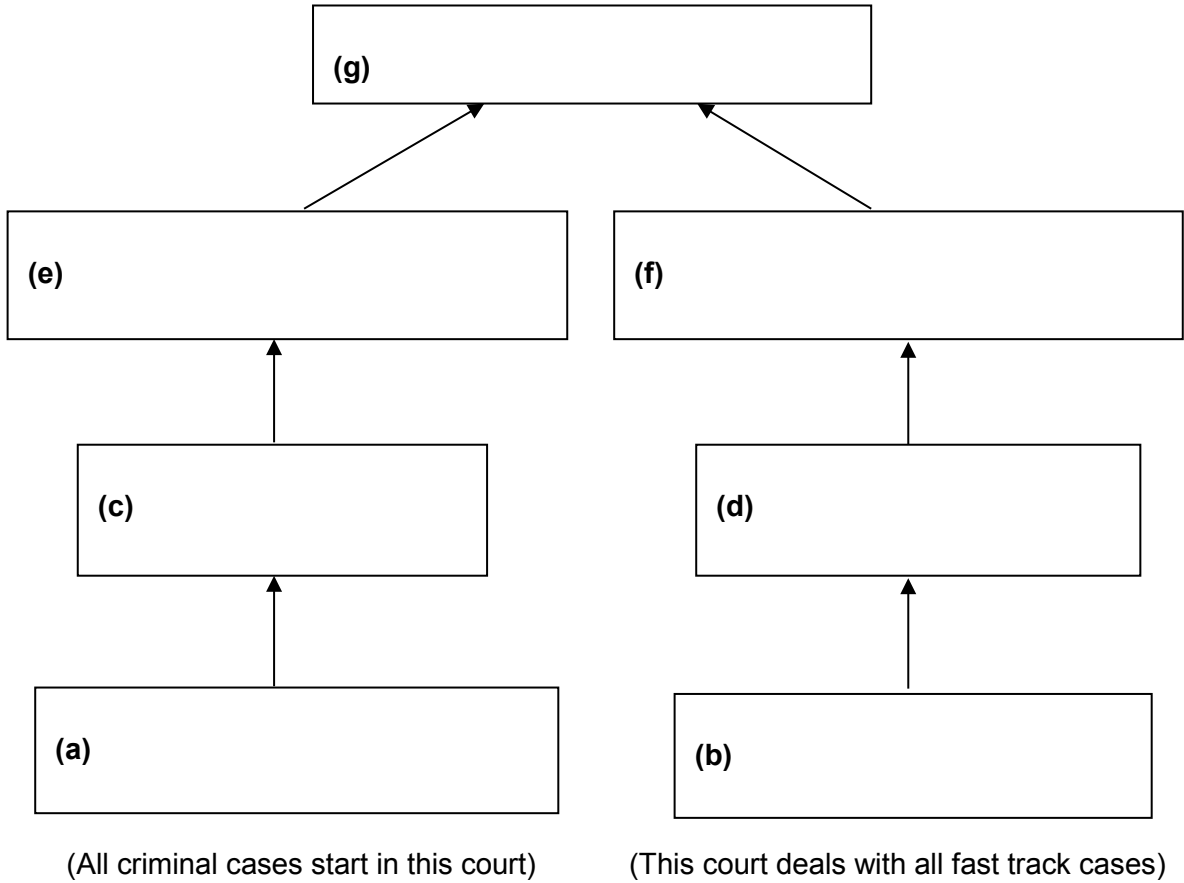 (g)
(e)
(f)
(c)
(d)
(a)
(b)
(All criminal cases start in this court)
(This court deals with all fast track cases)